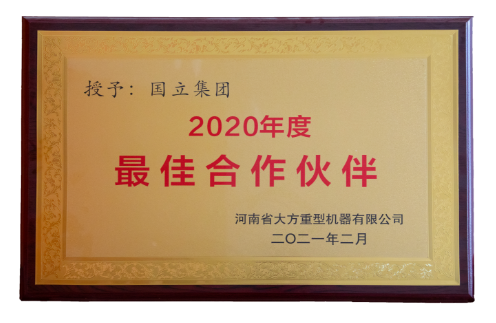 授予：国立集团
2020年度
最佳合作伙伴
河南省大方重型机器有限公司
二〇二一年二月